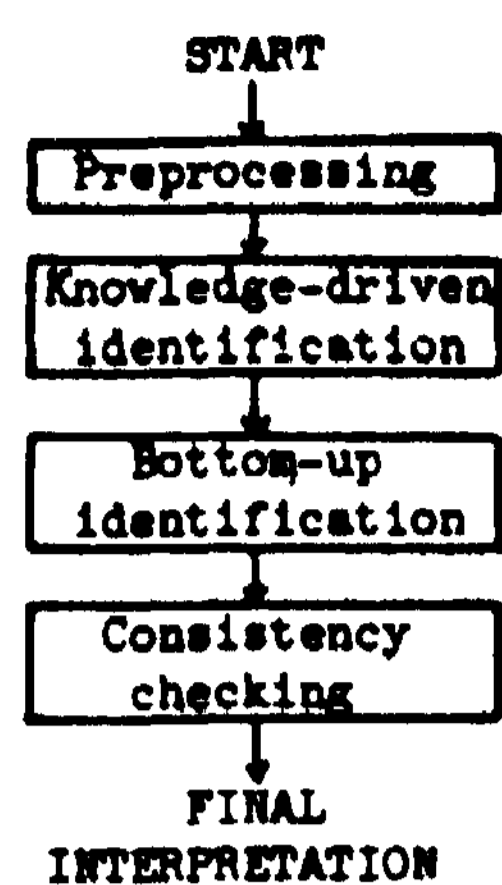 START
Preprocessing
Knowledge-driven
identification
Bottom-up
identification
Consistency
checking
FINAL
INTERPRETATION